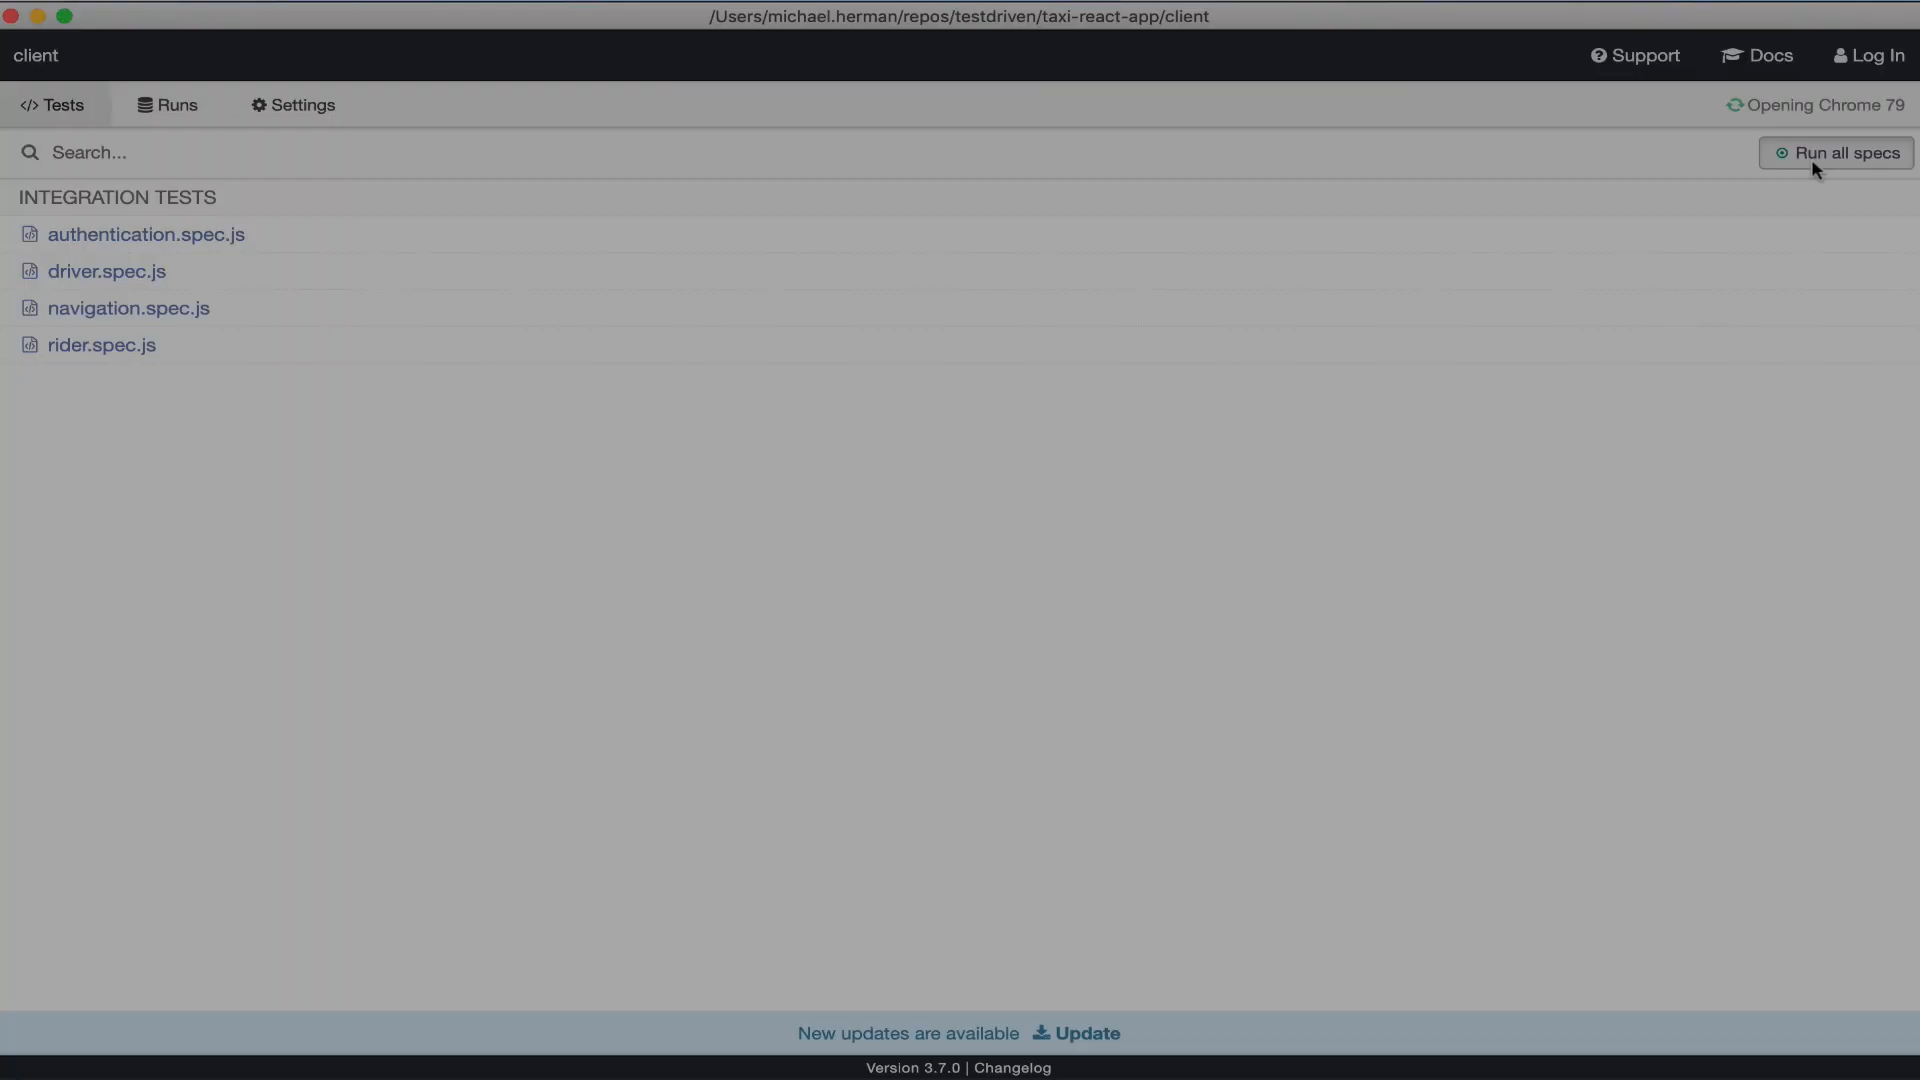 /Users/michael.herman/repos/testdriven/taxi-react-app/client
client
Support
Docs
Log In
</> Tests
Runs
Settings
Opening Chrome 79
Search...
Run all specs
INTEGRATION TESTS
authentication.spec.js
driver.spec.js
navigation.spec.js
rider.spec.js
New updates are available Update
Version 3.7.0 | Changelog